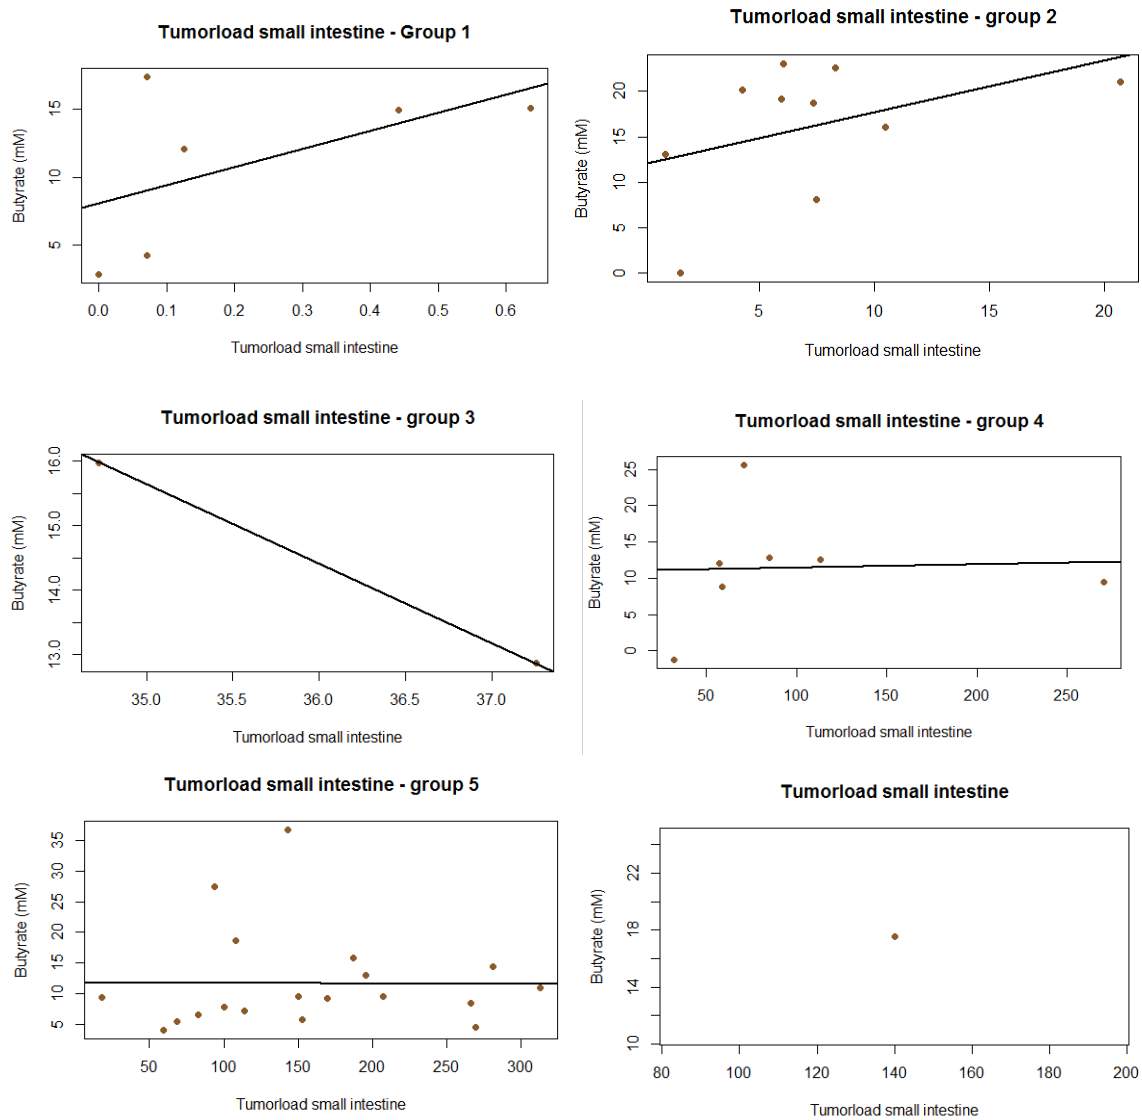 Tumorload small intestine - Group 1
Butyrate (mM)
15
10
5
0.0 0.1 0.2 0.3 0.4 0.5 0.6
Tumorload small intestine
Tumorload small intestine - group 2
Butyrate (mM)
20
15
10
5
0
5 10 15 20
Tumorload small intestine
Tumorload small intestine - group 3
Butyrate (mM)
16.0
15.0
14.0
13.0
35.0 35.5 36.0 36.5 37.0
Tumorload small intestine
Tumorload small intestine - group 4
Butyrate (mM)
25
20
15
10
5
0
50 100 150 200 250
Tumorload small intestine
Tumorload small intestine - group 5
Butyrate (mM)
35
30
25
20
15
10
5
50 100 150 200 250 300
Tumorload small intestine
Tumorload small intestine
Butyrate (mM)
22
18
14
10
80 100 120 140 160 180 200
Tumorload small intestine